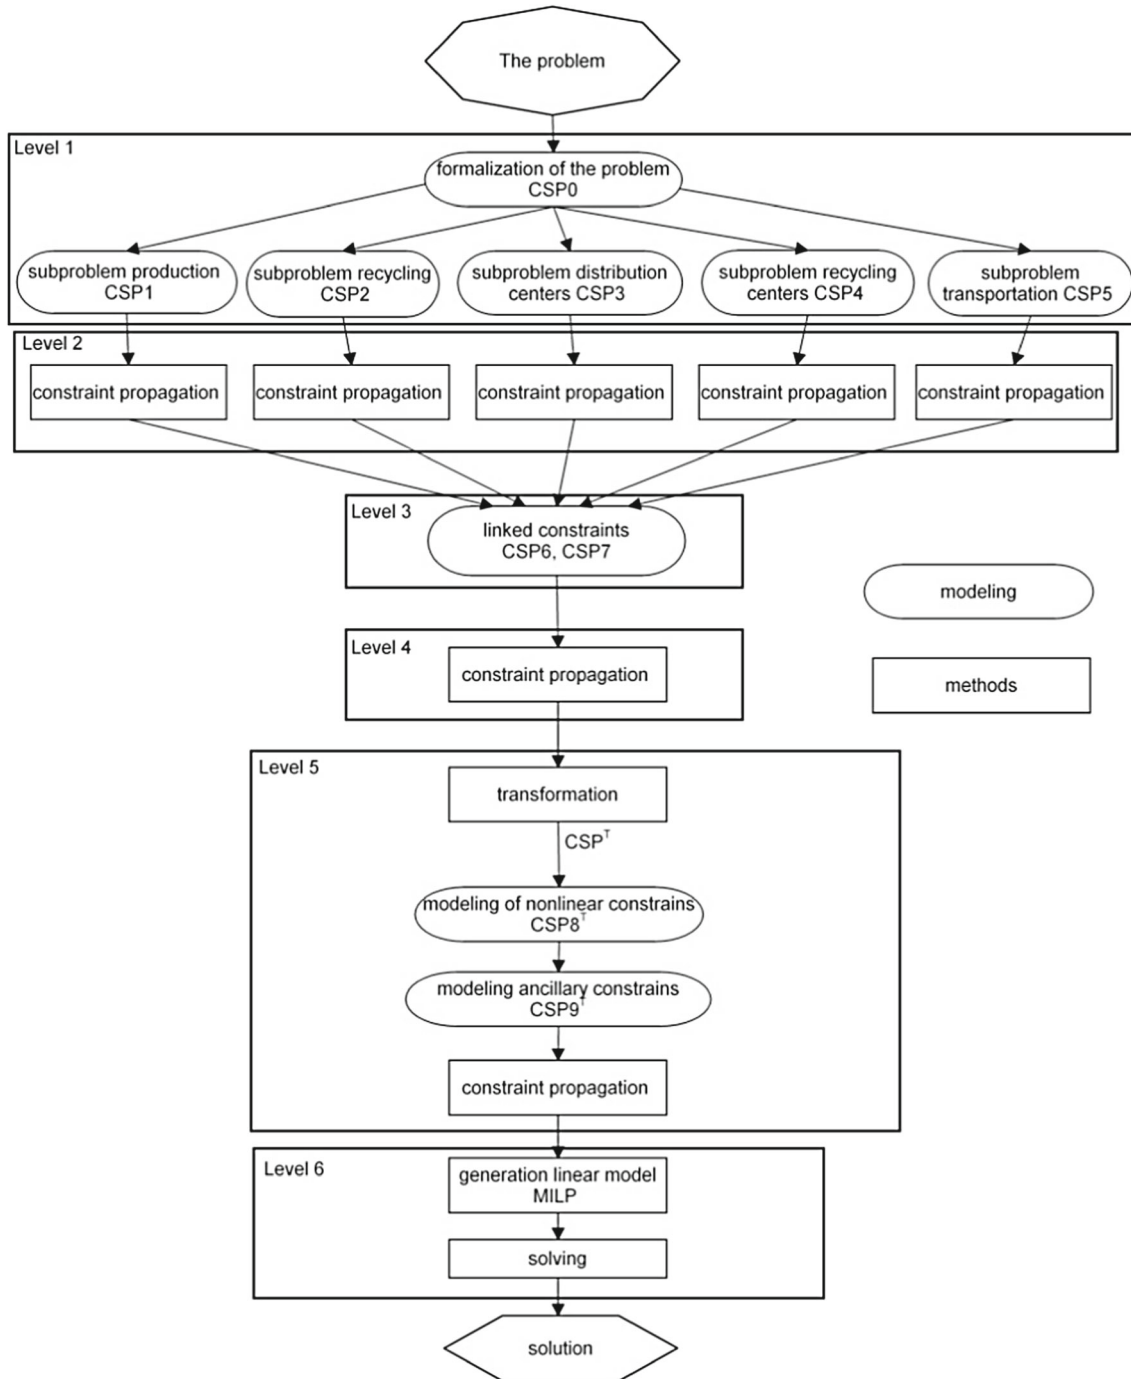 The problem
Level 1
formalization of the problem
CSP0
subproblem production
CSP1
subproblem recycling
CSP2
subproblem distribution
centers CSP3
subproblem recycling
centers CSP4
subproblem
transportation CSP5
Level 2
constraint propagation
constraint propagation
constraint propagation
constraint propagation
constraint propagation
Level 3
linked constraints
CSP6, CSP7
modeling
Level 4
constraint propagation
methods
Level 5
transformation
CSPᵀ
modeling of nonlinear constrains
CSP8ᵀ
modeling ancillary constrains
CSP9ᵀ
constraint propagation
Level 6
generation linear model
MILP
solving
solution